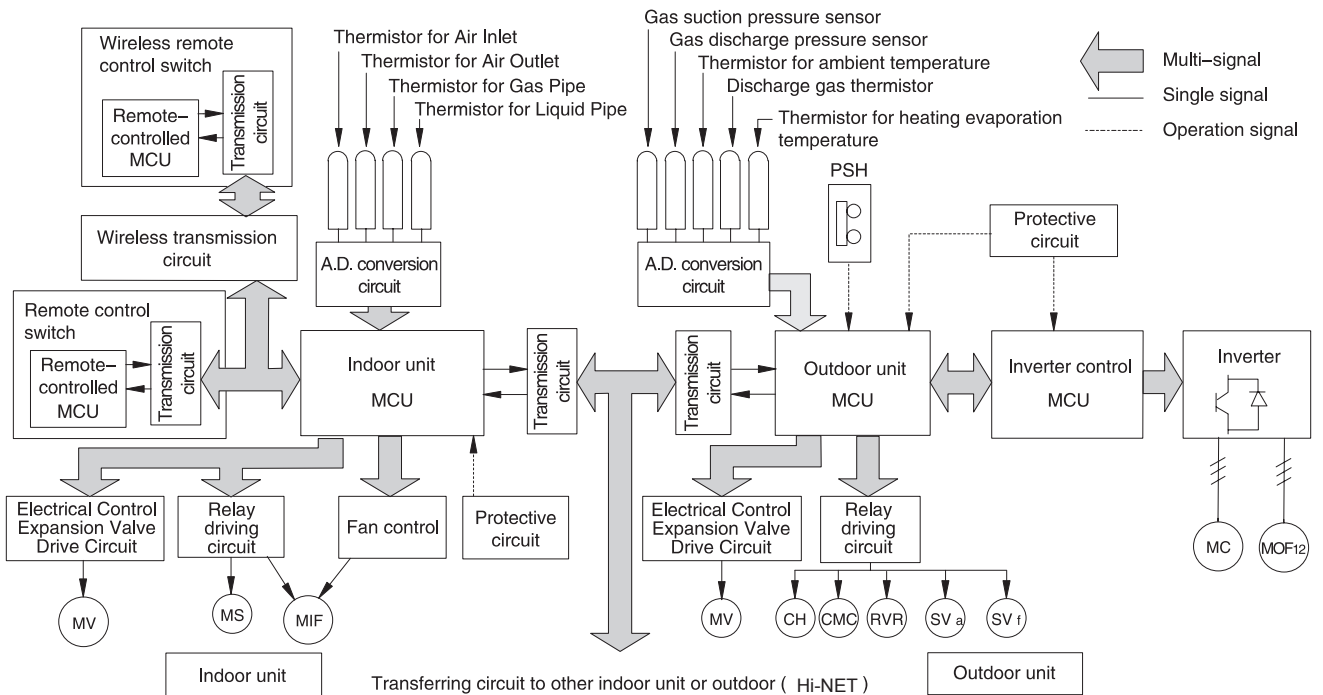 Wireless remote
control switch
Remote-
controlled
MCU
Transmission
circuit
Wireless transmission
circuit
Remote control
switch
Remote-
controlled
MCU
Transmission
circuit
Thermistor for Air Inlet
Thermistor for Air Outlet
Thermistor for Gas Pipe
Thermistor for Liquid Pipe
A.D. conversion
circuit
Indoor unit
MCU
Transmission
circuit
Electrical Control
Expansion Valve
Drive Circuit
Relay
driving
circuit
Fan control
Protective
circuit
MV
MS
MIF
Indoor unit
Gas suction pressure sensor
Gas discharge pressure sensor
Thermistor for ambient temperature
Discharge gas thermistor
Thermistor for heating evaporation
temperature
PSH
A.D. conversion
circuit
Protective
circuit
Transmission
circuit
Outdoor unit
MCU
Inverter control
MCU
Inverter
Electrical Control
Expansion Valve
Drive Circuit
Relay
driving
circuit
MV
CH
CMC
RVR
SV a
SV f
MC
MOF12
Outdoor unit
Transferring circuit to other indoor unit or outdoor ( Hi-NET )
Multi-signal
Single signal
Operation signal